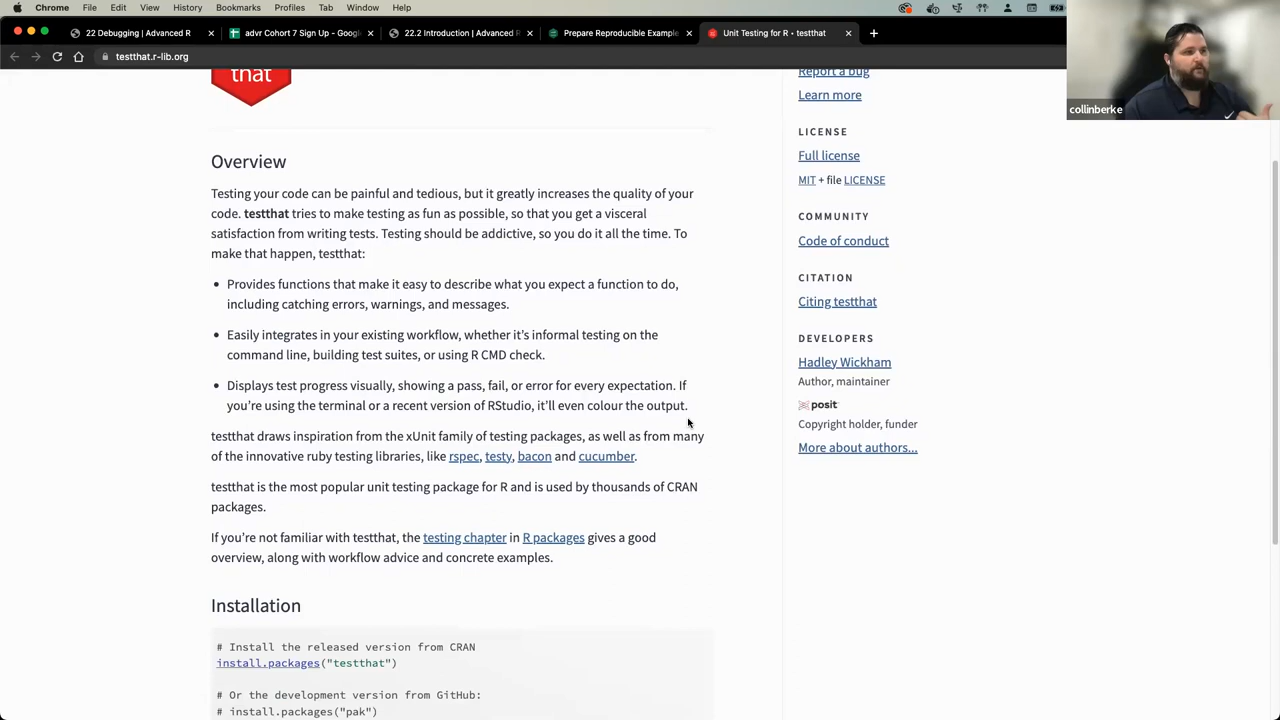 Chrome File Edit View History Bookmarks Profiles Tab Window Help
22 Debugging | Advanced R
advr Cohort 7 Sign Up - Googl
22.2 Introduction | Advanced R
Prepare Reproducible Example
Unit Testing for R • testthat
testthat.r-lib.org
collinberke
that
Overview
Testing your code can be painful and tedious, but it greatly increases the quality of your
code. testthat tries to make testing as fun as possible, so that you get a visceral
satisfaction from writing tests. Testing should be addictive, so you do it all the time. To
make that happen, testthat:
• Provides functions that make it easy to describe what you expect a function to do,
including catching errors, warnings, and messages.
• Easily integrates in your existing workflow, whether it’s informal testing on the
command line, building test suites, or using R CMD check.
• Displays test progress visually, showing a pass, fail, or error for every expectation. If
you’re using the terminal or a recent version of RStudio, it’ll even colour the output.
testthat draws inspiration from the xUnit family of testing packages, as well as from many
of the innovative ruby testing libraries, like rspec, testy, bacon and cucumber.
testthat is the most popular unit testing package for R and is used by thousands of CRAN
packages.
If you’re not familiar with testthat, the testing chapter in R packages gives a good
overview, along with workflow advice and concrete examples.
Installation
# Install the released version from CRAN
install.packages("testthat")
# Or the development version from GitHub:
# install.packages("pak")
Report a bug
Learn more
LICENSE
Full license
MIT + file LICENSE
COMMUNITY
Code of conduct
CITATION
Citing testthat
DEVELOPERS
Hadley Wickham
Author, maintainer
posit
Copyright holder, funder
More about authors...